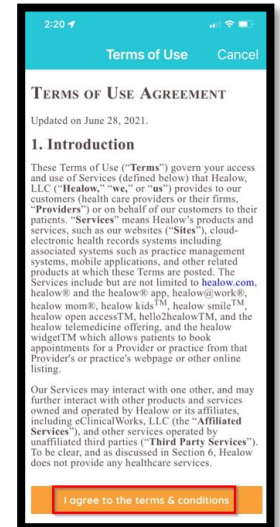 2:20
Terms of Use Cancel
TERMS OF USE AGREEMENT
Updated on June 28, 2021.
1. Introduction
These Terms of Use (“Terms”) govern your access
and use of Services (defined below) that Healow,
LLC (“Healow,” “we,” or “us”) provides to our
customers (health care providers or their firms,
“Providers”) or on behalf of our customers to their
patients. “Services” means Healow’s products and
services, such as our websites (“Sites”), cloud-
electronic health records systems including
associated systems such as practice management
systems, mobile applications, and other related
products at which these Terms are posted. The
Services include but are not limited to healow.com,
healow® and the healow® app, healow@work®,
healow mom®, healow kids™, healow smile™,
healow open accessTM, hello2healowTM, and the
healow telemedicine offering, and the healow
widgetTM which allows patients to book
appointments for a Provider or practice from that
Provider's or practice's webpage or other online
listing.
Our Services may interact with one other, and may
further interact with other products and services
owned and operated by Healow or its affiliates,
including eClinicalWorks, LLC (the “Affiliated
Services”), and other services operated by
unaffiliated third parties (“Third Party Services”).
To be clear, and as discussed in Section 6, Healow
does not provide any healthcare services.
I agree to the terms & conditions